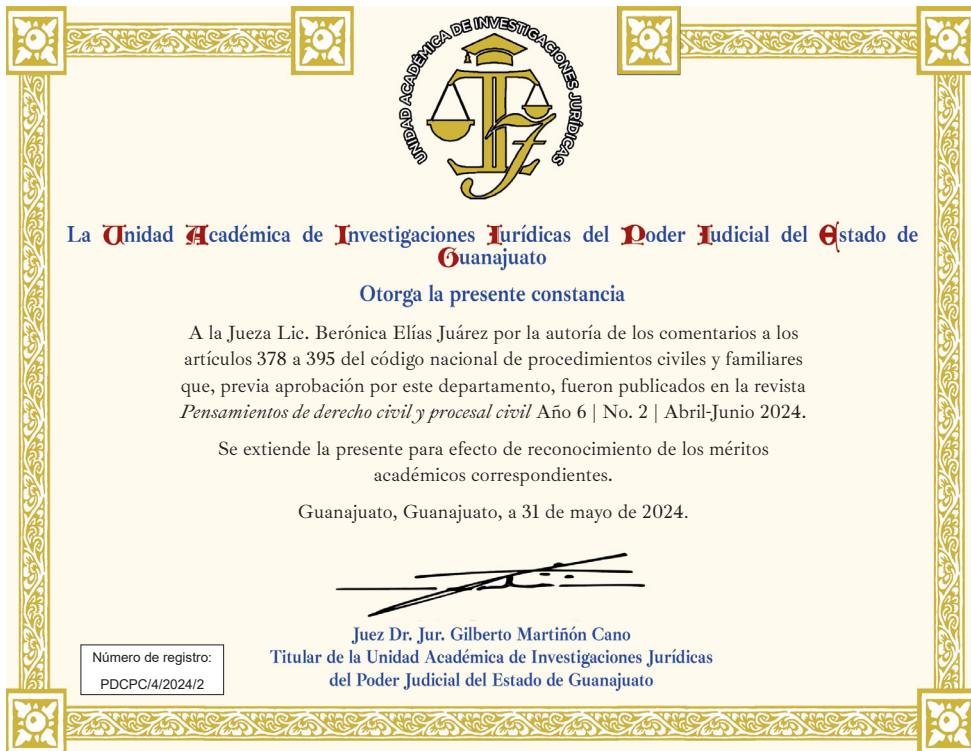 UNIDAD ACADÉMICA DE INVESTIGACIONES JURÍDICAS
La Unidad Académica de Investigaciones Jurídicas del Poder Judicial del Estado de
Guanajuato
Otorga la presente constancia
A la Jueza Lic. Berónica Elías Juárez por la autoría de los comentarios a los
artículos 378 a 395 del código nacional de procedimientos civiles y familiares
que, previa aprobación por este departamento, fueron publicados en la revista
Pensamientos de derecho civil y procesal civil Año 6 | No. 2 | Abril-Junio 2024.
Se extiende la presente para efecto de reconocimiento de los méritos
académicos correspondientes.
Guanajuato, Guanajuato, a 31 de mayo de 2024.
Juez Dr. Jur. Gilberto Martiñón Cano
Titular de la Unidad Académica de Investigaciones Jurídicas
del Poder Judicial del Estado de Guanajuato
Número de registro:
PDCPC/4/2024/2